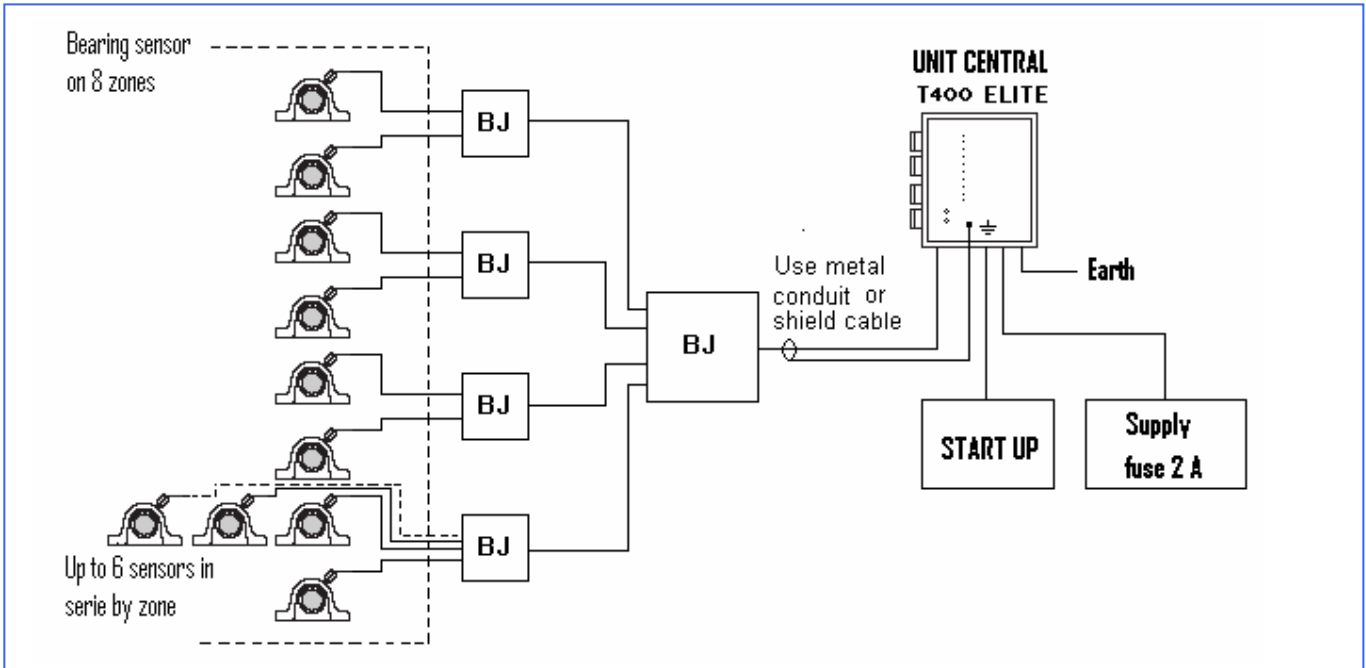 Bearing sensor
on 8 zones
BJ
BJ
BJ
BJ
BJ
Up to 6 sensors in
serie by zone
Use metal
conduit or
shield cable
UNIT CENTRAL
T400 ELITE
Earth
START UP
Supply
fuse 2 A